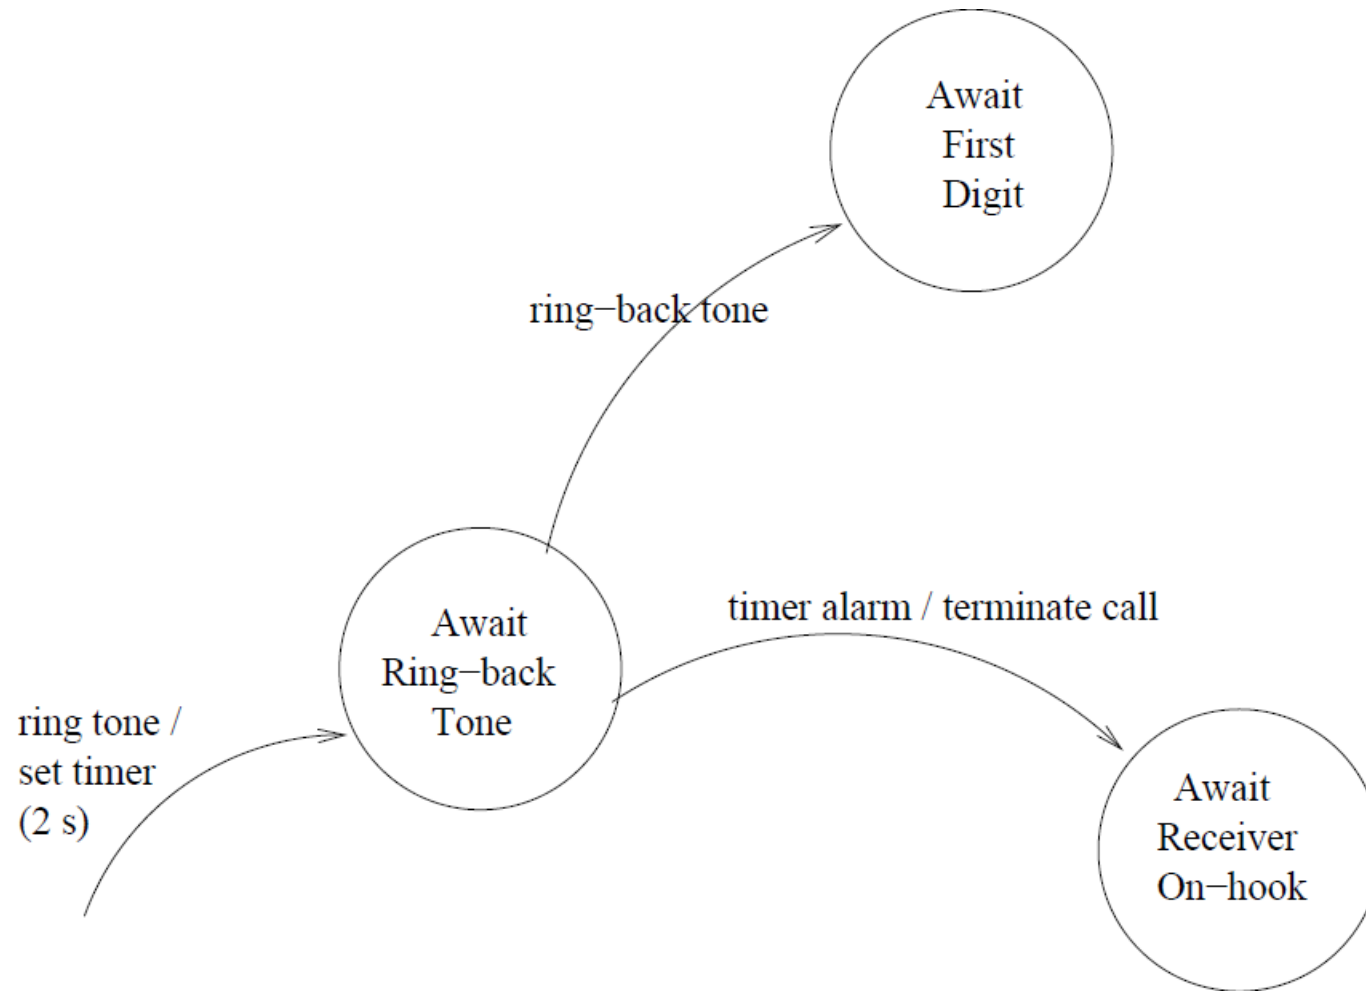 Await
First
Digit
ring−back tone
timer alarm / terminate call
Await
Ring−back
Tone
ring tone /
set timer
(2 s)
Await
Receiver
On−hook